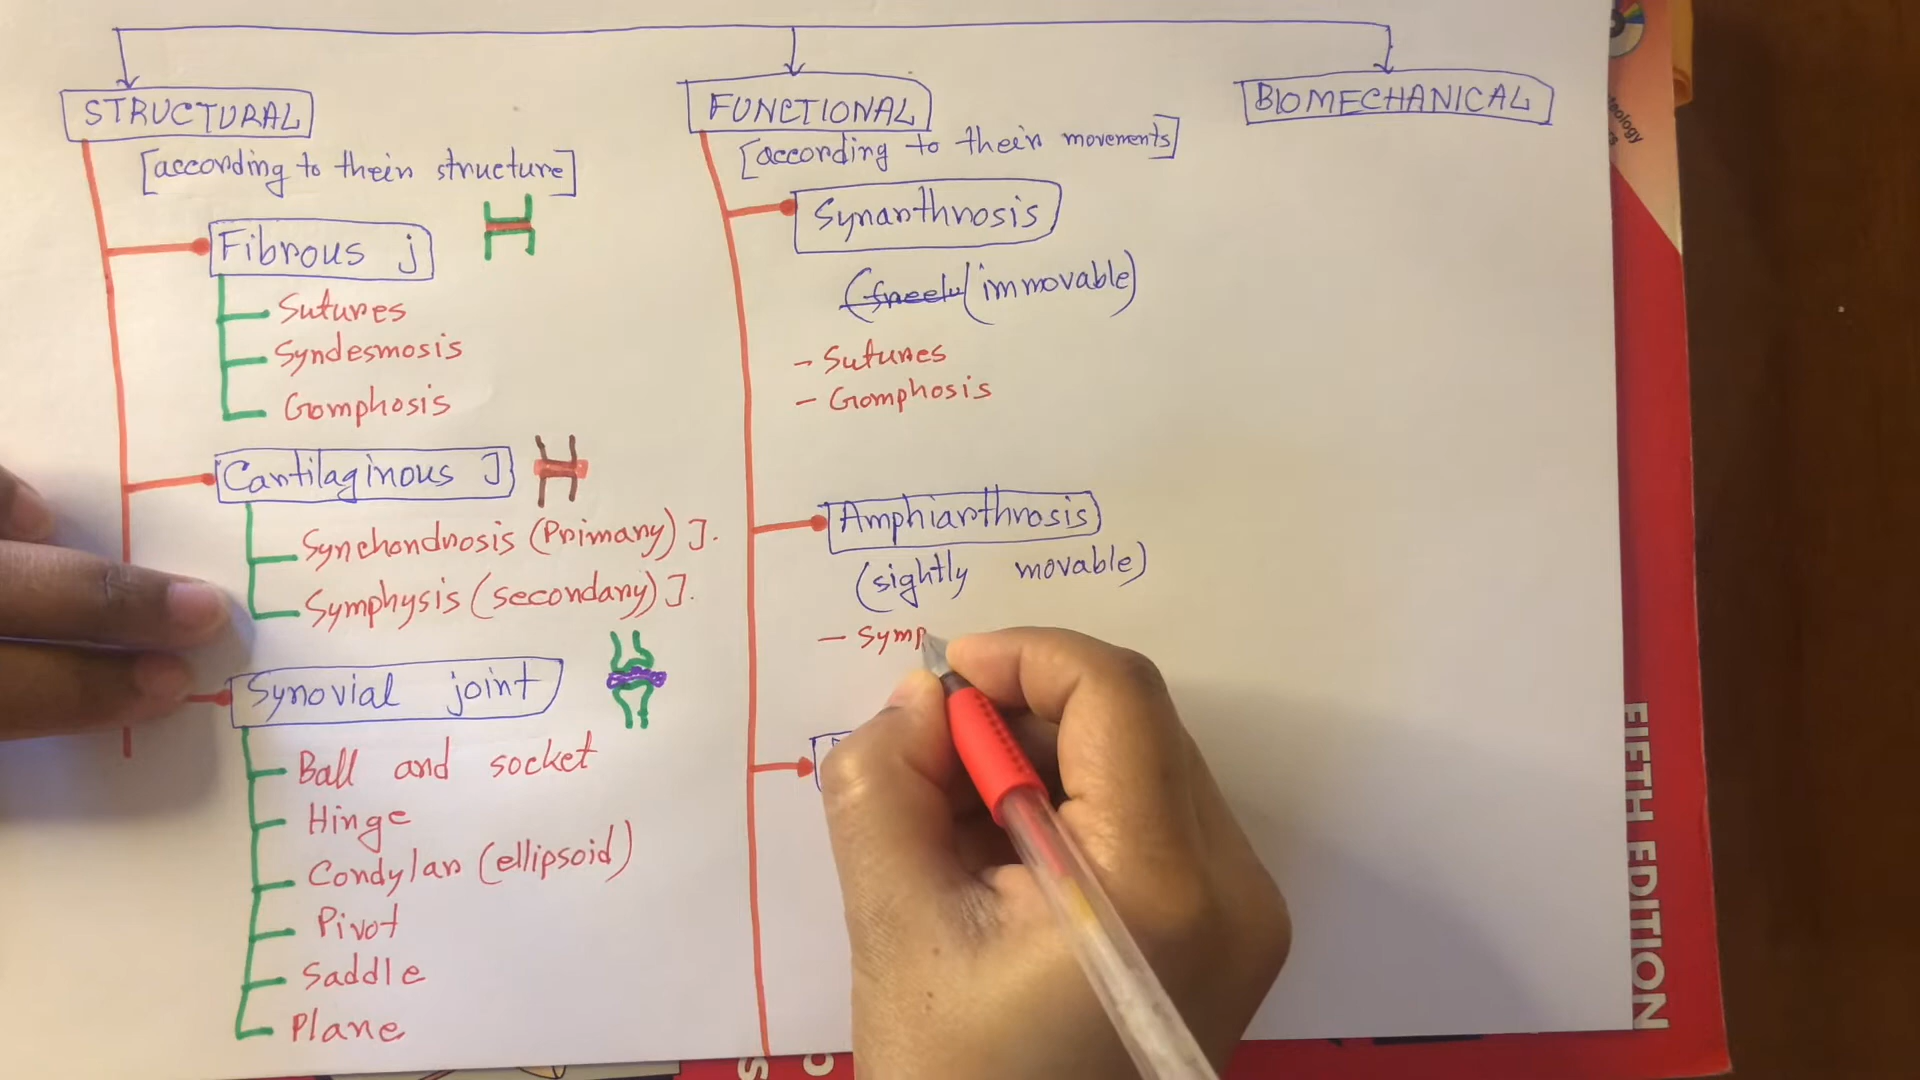 STRUCTURAL
[according to their structure]
Fibrous j
Sutures
Syndesmosis
Gomphosis
Cartilaginous J
Synchondrosis (Primary) J.
Symphysis (secondary) J.
Synovial joint
Ball and socket
Hinge
Condylar (ellipsoid)
Pivot
Saddle
Plane
FUNCTIONAL
[according to their movements]
Synarthrosis
(freely (immovable)
- Sutures
- Gomphosis
Amphiarthrosis
(sightly movable)
- Symp
BIOMECHANICAL
FIFTH EDITION